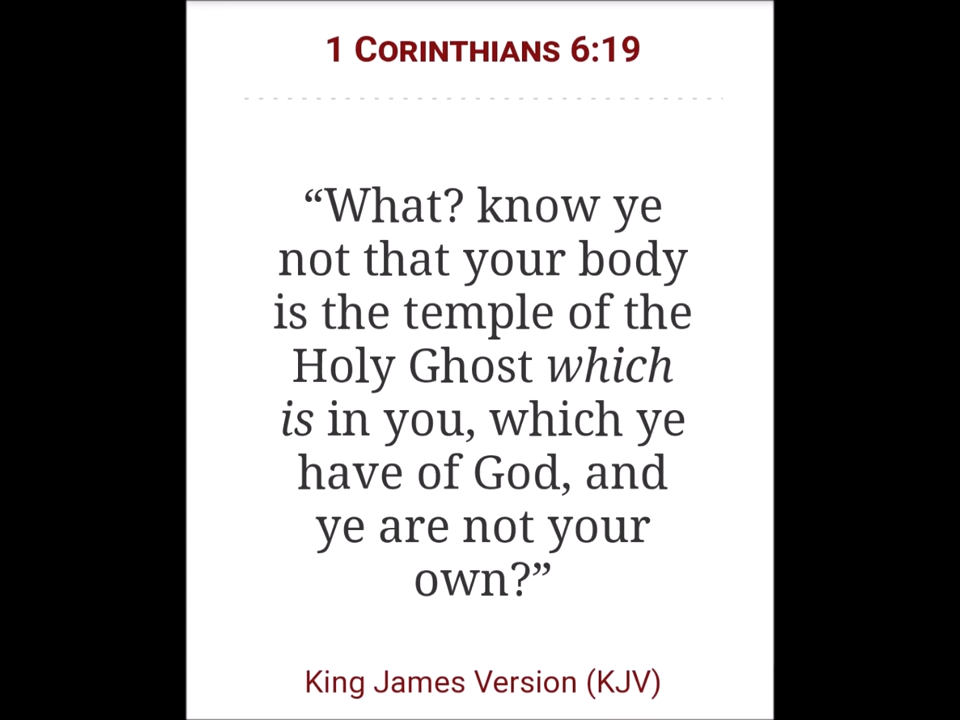 1 Corinthians 6:19
“What? know ye
not that your body
is the temple of the
Holy Ghost which
is in you, which ye
have of God, and
ye are not your
own?”
King James Version (KJV)